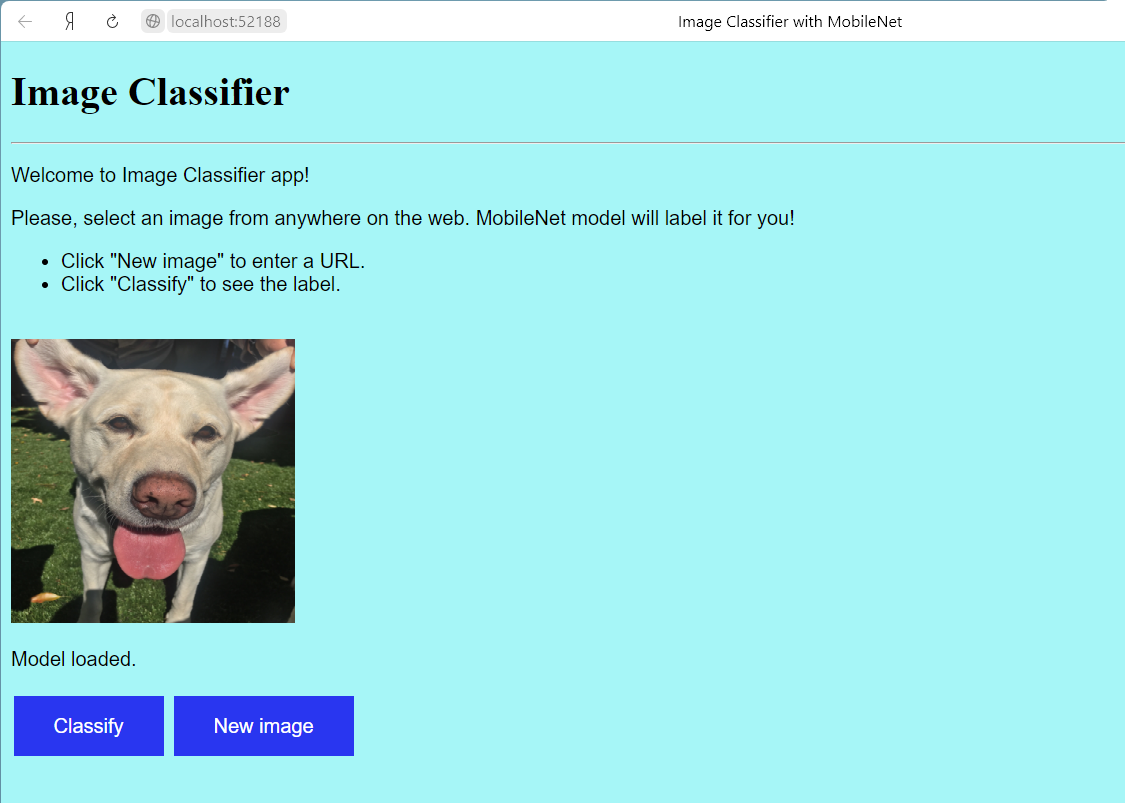 Я localhost:52188 Image Classifier with MobileNet
Image Classifier
Welcome to Image Classifier app!
Please, select an image from anywhere on the web. MobileNet model will label it for you!
• Click "New image" to enter a URL.
• Click "Classify" to see the label.
Model loaded.
Classify New image